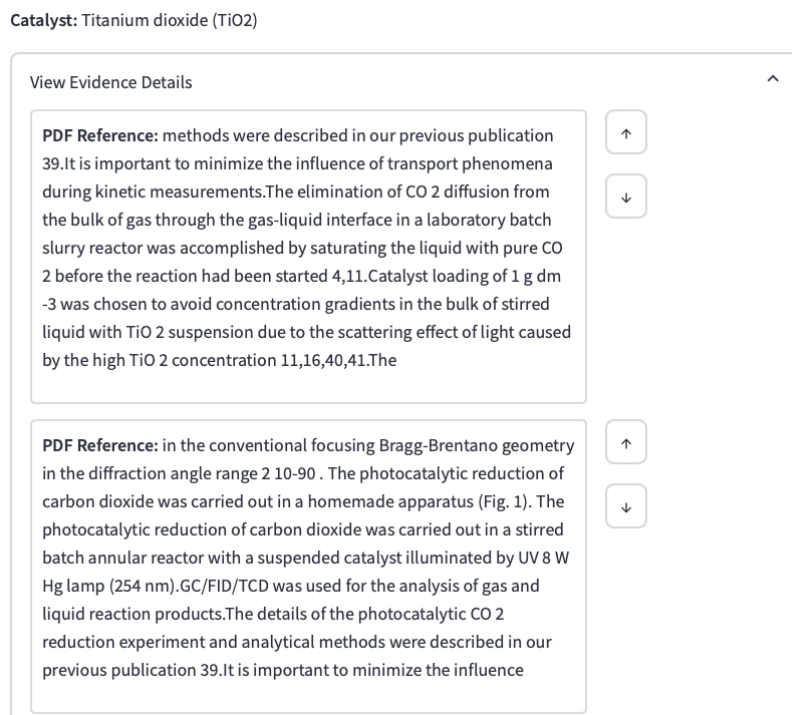 Catalyst: Titanium dioxide (TiO2)
View Evidence Details
PDF Reference: methods were described in our previous publication
39.It is important to minimize the influence of transport phenomena
during kinetic measurements.The elimination of CO 2 diffusion from
the bulk of gas through the gas-liquid interface in a laboratory batch
slurry reactor was accomplished by saturating the liquid with pure CO
2 before the reaction had been started 4,11.Catalyst loading of 1 g dm
-3 was chosen to avoid concentration gradients in the bulk of stirred
liquid with TiO 2 suspension due to the scattering effect of light caused
by the high TiO 2 concentration 11,16,40,41.The
PDF Reference: in the conventional focusing Bragg-Brentano geometry
in the diffraction angle range 2 10-90 . The photocatalytic reduction of
carbon dioxide was carried out in a homemade apparatus (Fig. 1). The
photocatalytic reduction of carbon dioxide was carried out in a stirred
batch annular reactor with a suspended catalyst illuminated by UV 8 W
Hg lamp (254 nm).GC/FID/TCD was used for the analysis of gas and
liquid reaction products.The details of the photocatalytic CO 2
reduction experiment and analytical methods were described in our
previous publication 39.It is important to minimize the influence